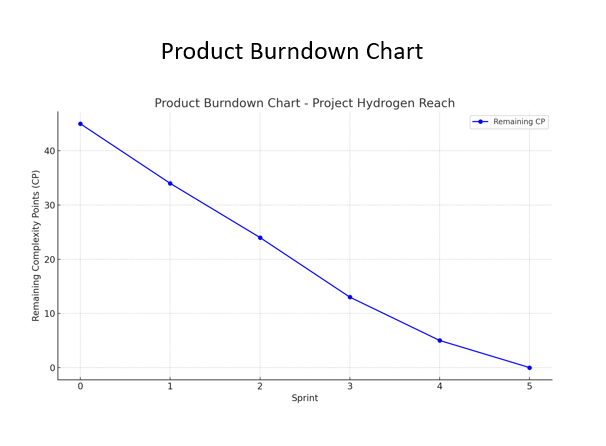 Product Burndown Chart
Product Burndown Chart - Project Hydrogen Reach
Remaining CP
Remaining Complexity Points (CP)
40
30
20
10
0
0 1 2 3 4 5
Sprint